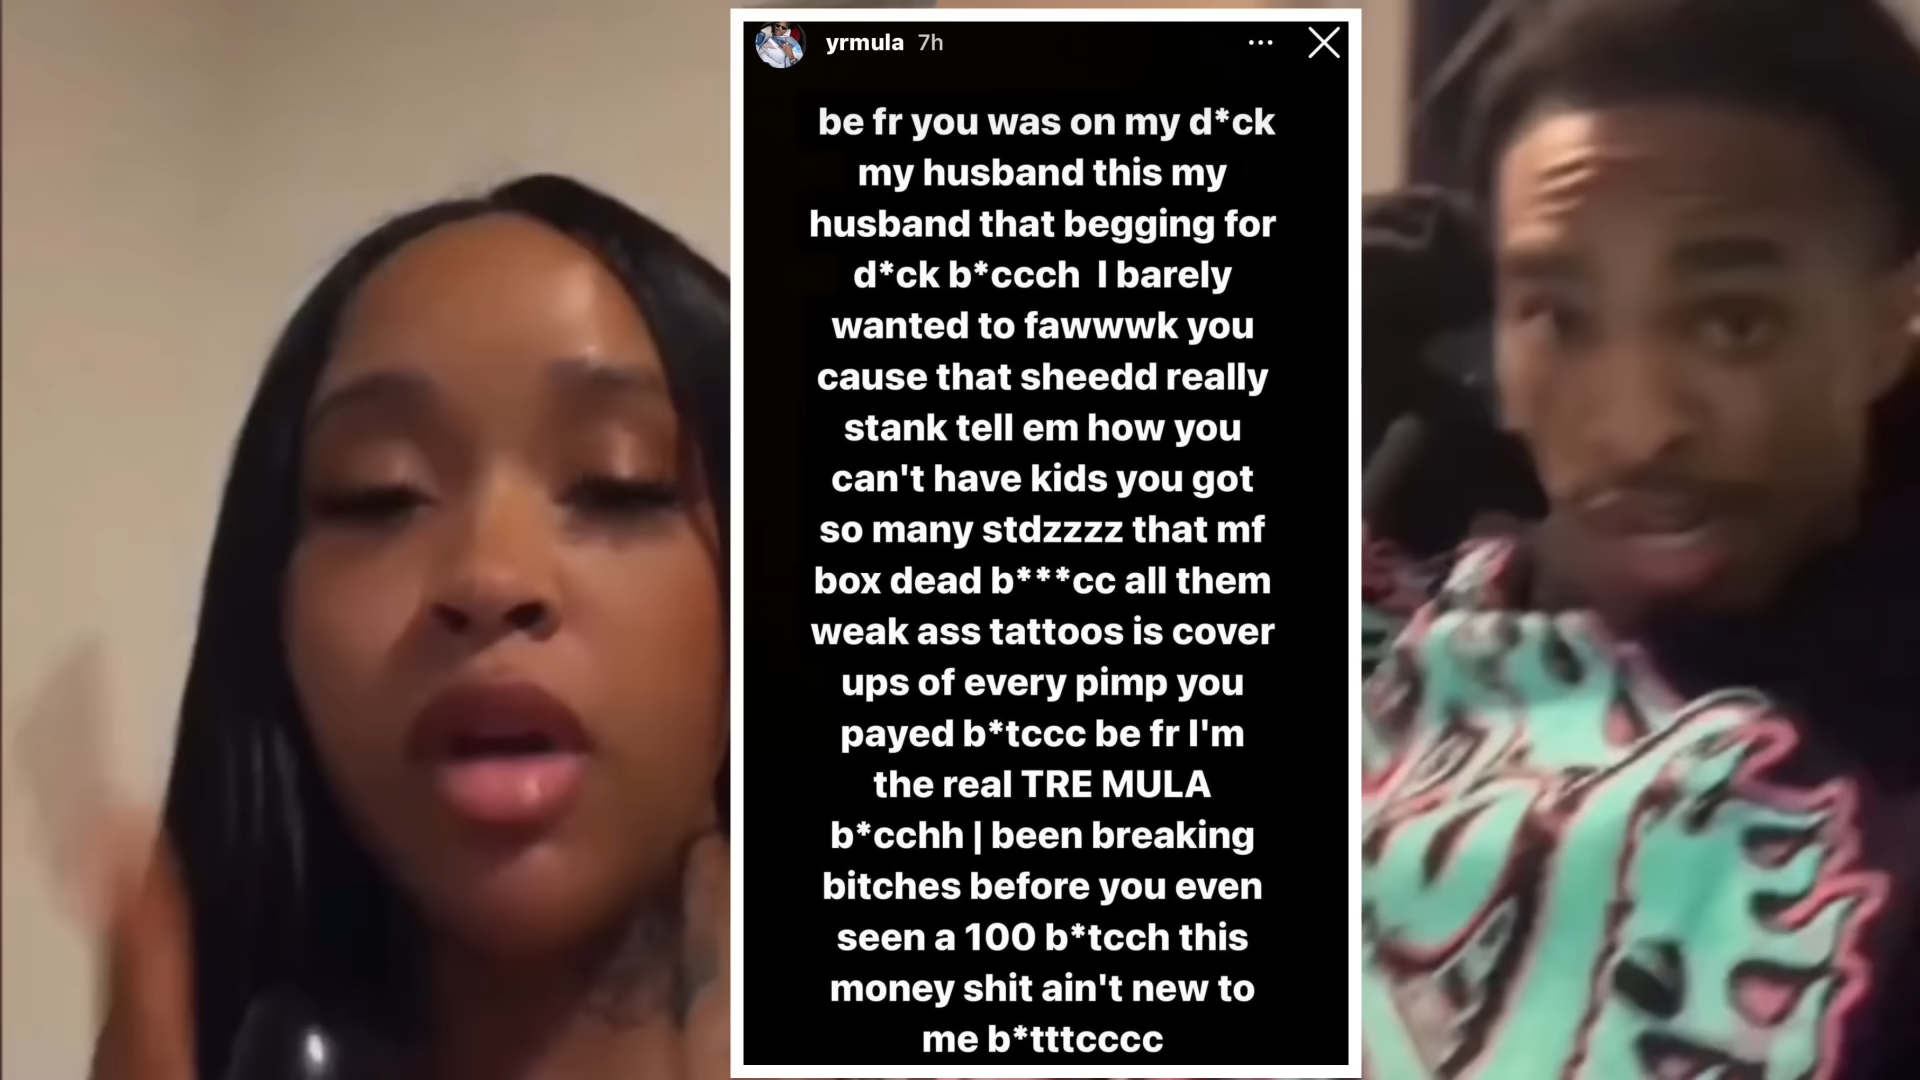 yrmula 7h
be fr you was on my d*ck
my husband this my
husband that begging for
d*ck b*ccch I barely
wanted to fawwwk you
cause that sheedd really
stank tell em how you
can't have kids you got
so many stdzzzz that mf
box dead b***cc all them
weak ass tattoos is cover
ups of every pimp you
payed b*tccc be fr I'm
the real TRE MULA
b*cchh | been breaking
bitches before you even
seen a 100 b*tcch this
money shit ain't new to
me b*tttcccc